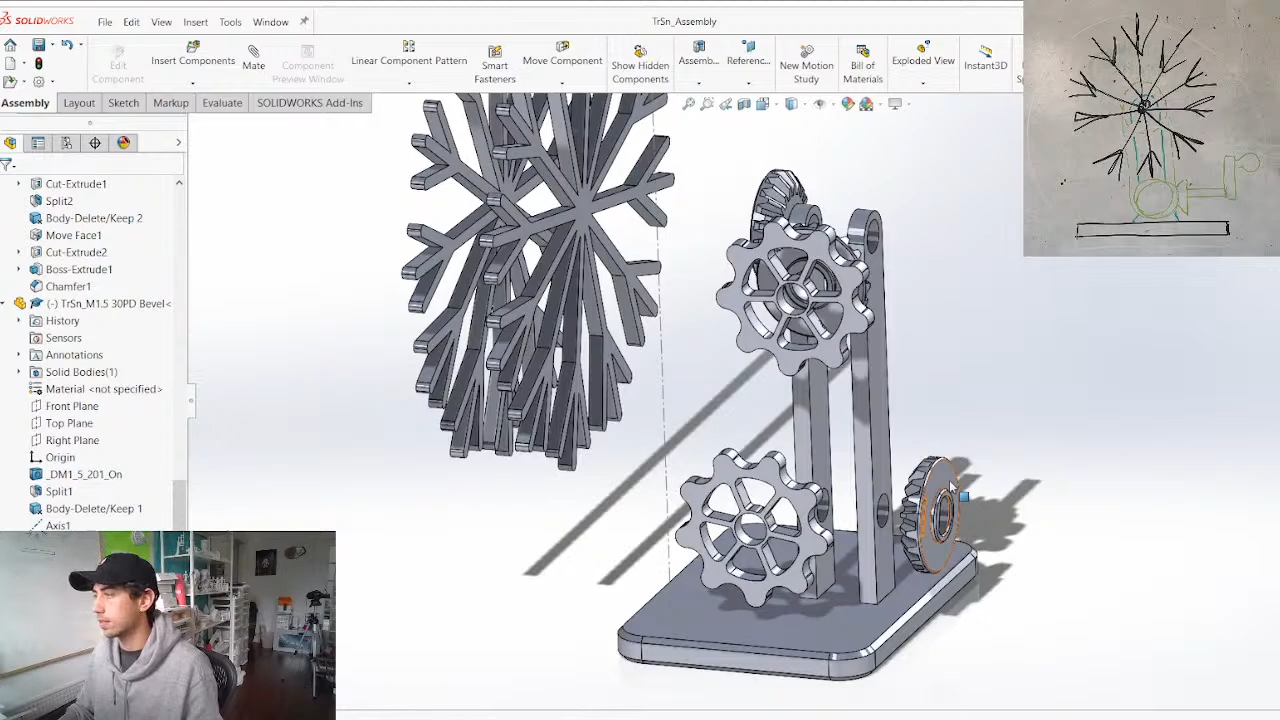 SOLIDWORKS File Edit View Insert Tools Window TrSn_Assembly
Edit Component
Insert Components
Mate
Component Preview Window
Linear Component Pattern
Smart Fasteners
Move Component
Show Hidden Components
Assemb...
Referenc...
New Motion Study
Bill of Materials
Exploded View
Instant3D
Assembly Layout Sketch Markup Evaluate SOLIDWORKS Add-Ins
Cut-Extrude1
Split2
Body-Delete/Keep 2
Move Face1
Cut-Extrude2
Boss-Extrude1
Chamfer1
(-) TrSn_M1.5 30PD Bevel<
History
Sensors
Annotations
Solid Bodies(1)
Material <not specified>
Front Plane
Top Plane
Right Plane
Origin
_DM1_5_201_On
Split1
Body-Delete/Keep 1
Axis1